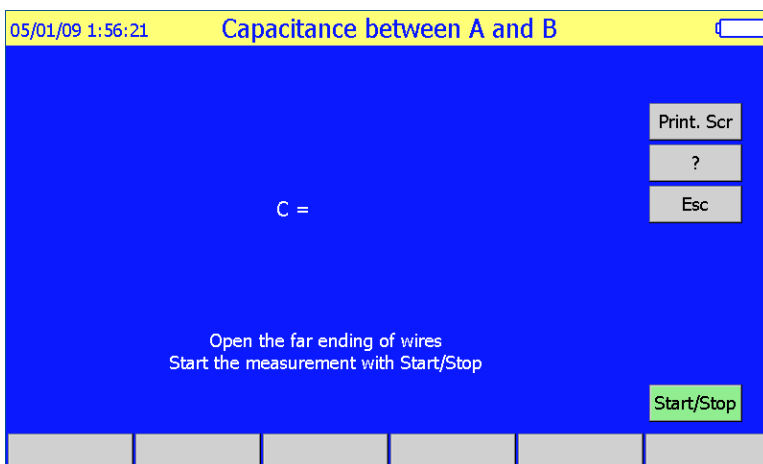 05/01/09 1:56:21 Capacitance between A and B
Print. Scr
?
C =
Esc
Open the far ending of wires
Start the measurement with Start/Stop
Start/Stop